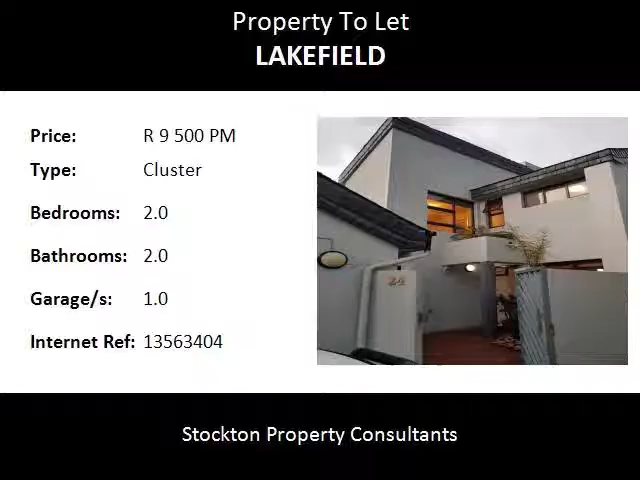 Property To Let
LAKEFIELD
Price: R 9 500 PM
Type: Cluster
Bedrooms: 2.0
Bathrooms: 2.0
Garage/s: 1.0
Internet Ref: 13563404
24
Stockton Property Consultants